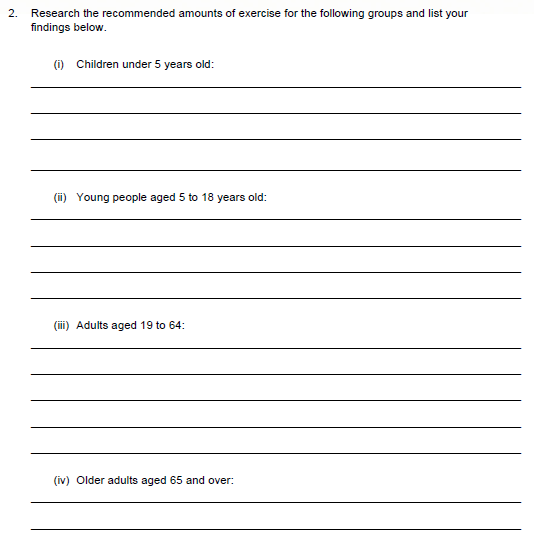 2. Research the recommended amounts of exercise for the following groups and list your
findings below.
(i) Children under 5 years old:
(ii) Young people aged 5 to 18 years old:
(iii) Adults aged 19 to 64:
(iv) Older adults aged 65 and over: